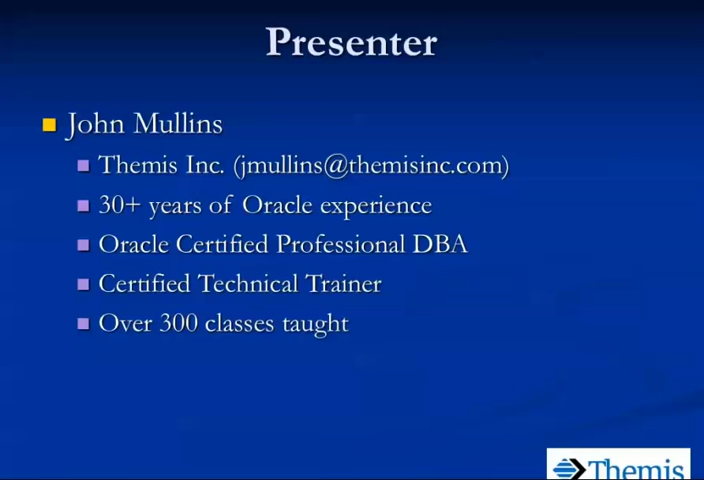 Presenter
John Mullins
Themis Inc. (jmullins@themisinc.com)
30+ years of Oracle experience
Oracle Certified Professional DBA
Certified Technical Trainer
Over 300 classes taught
Themis